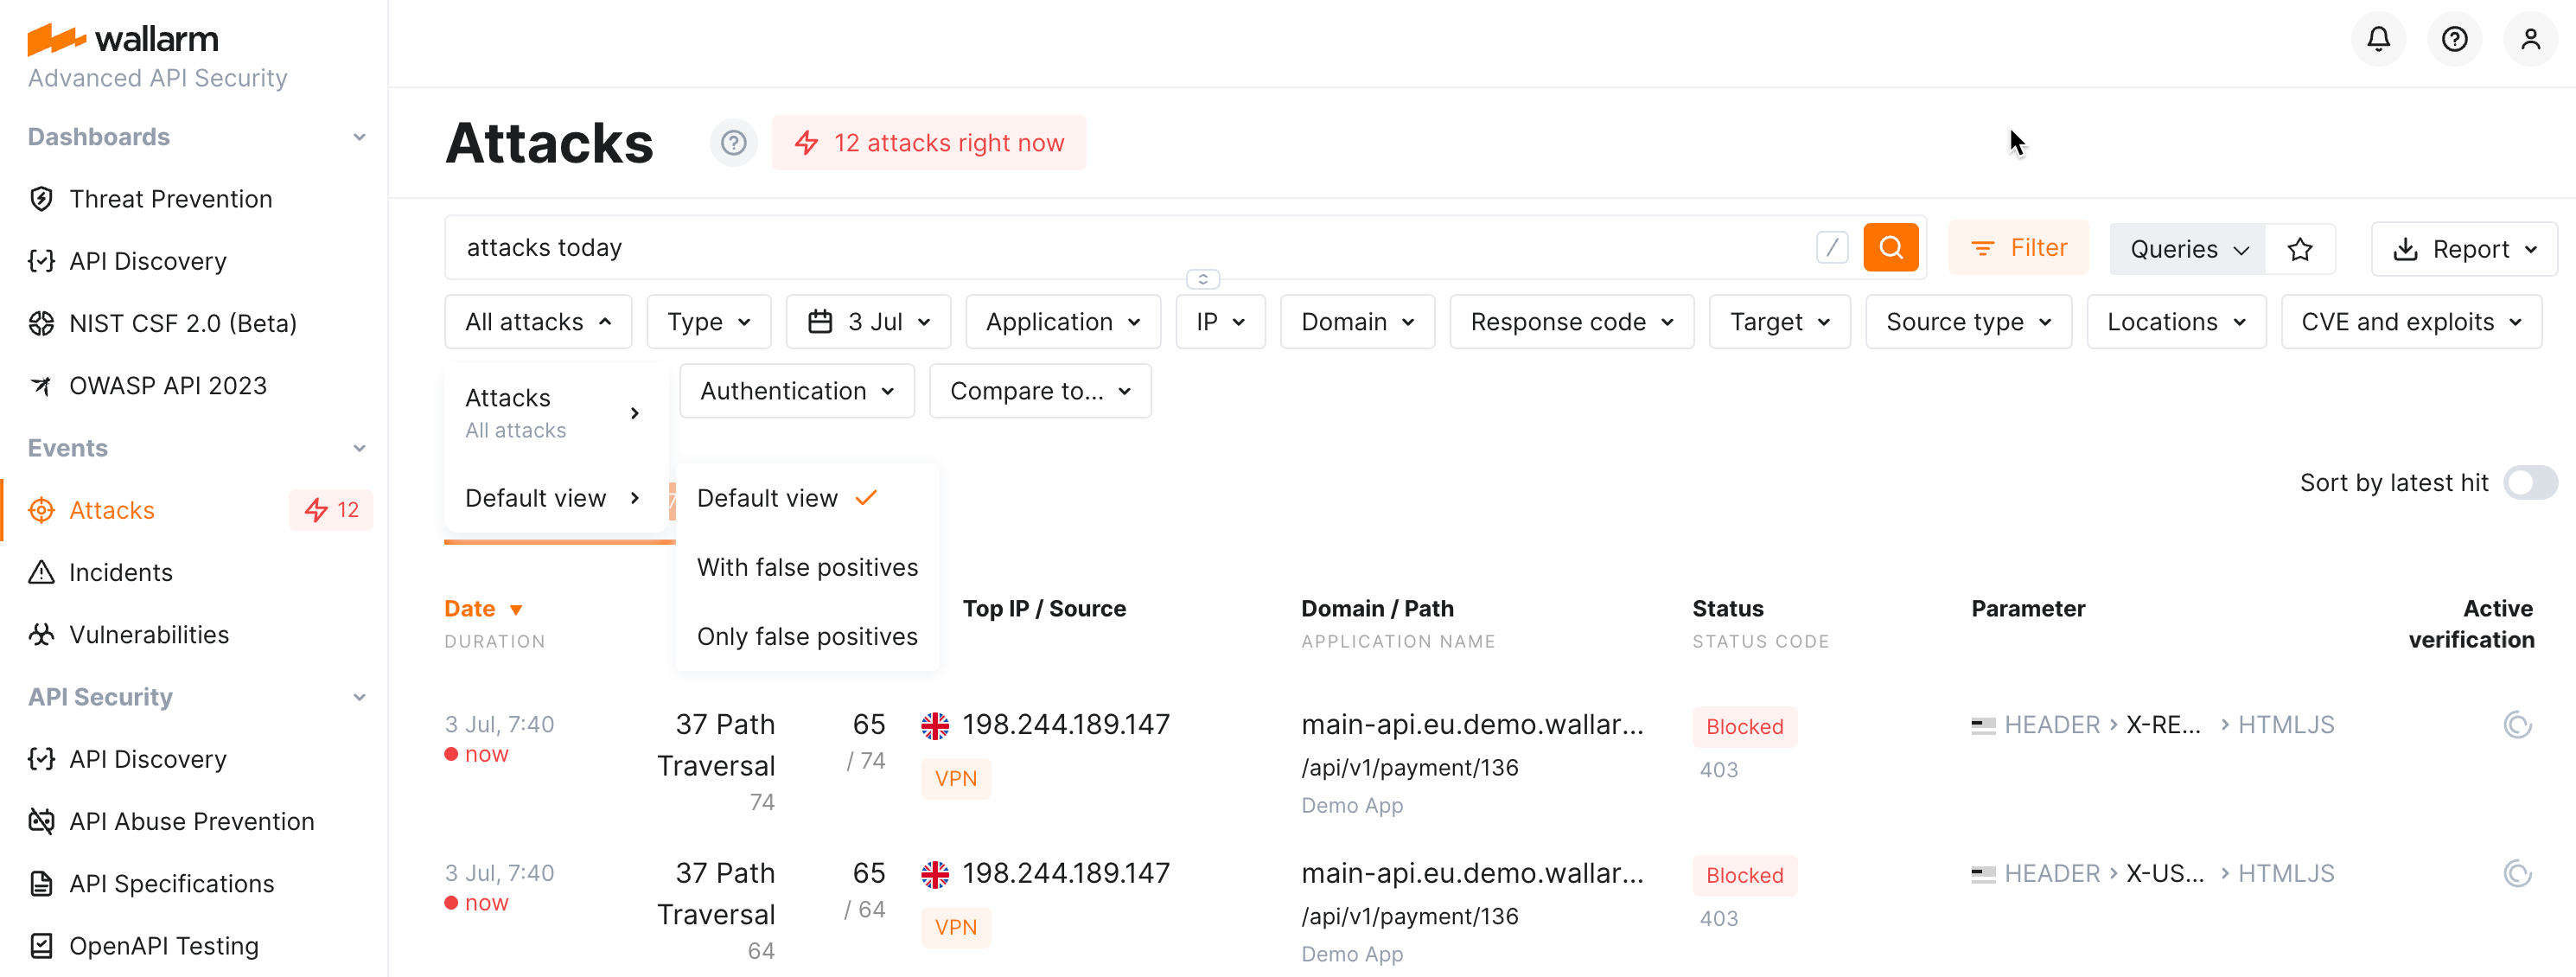 wallarm
Advanced API Security
Dashboards
Threat Prevention
API Discovery
NIST CSF 2.0 (Beta)
OWASP API 2023
Events
Attacks
12
Incidents
Vulnerabilities
API Security
API Discovery
API Abuse Prevention
API Specifications
OpenAPI Testing
Attacks
12 attacks right now
attacks today
/
Filter
Queries
Report
All attacks
Type
3 Jul
Application
IP
Domain
Response code
Target
Source type
Locations
CVE and exploits
Attacks
All attacks
Authentication
Compare to...
Default view
Default view
With false positives
Only false positives
Sort by latest hit
Date
DURATION
Top IP / Source
Domain / Path
APPLICATION NAME
Status
STATUS CODE
Parameter
Active
verification
3 Jul, 7:40
now
37 Path
Traversal
74
65
/ 74
198.244.189.147
VPN
main-api.eu.demo.wallar...
/api/v1/payment/136
Demo App
Blocked
403
HEADER > X-RE... > HTMLJS
3 Jul, 7:40
now
37 Path
Traversal
64
65
/ 64
198.244.189.147
VPN
main-api.eu.demo.wallar...
/api/v1/payment/136
Demo App
Blocked
403
HEADER > X-US... > HTMLJS